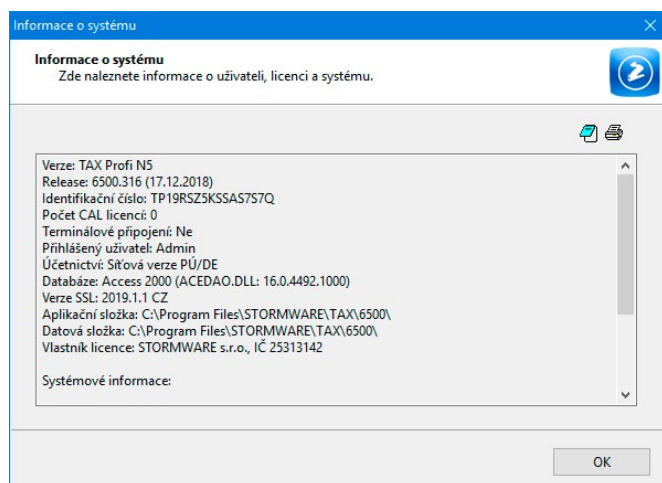 Informace o systému
Informace o systému
Zde naleznete informace o uživateli, licenci a systému.
Verze: TAX Profi N5
Release: 6500.316 (17.12.2018)
Identifikační číslo: TP19RSZ5KSSAS7S7Q
Počet CAL licencí: 0
Terminálové připojení: Ne
Přihlášený uživatel: Admin
Účetnictví: Síťová verze PÚ/DE
Databáze: Access 2000 (ACEDAO.DLL: 16.0.4492.1000)
Verze SSL: 2019.1.1 CZ
Aplikační složka: C:\Program Files\STORMWARE\TAX\6500\
Datová složka: C:\Program Files\STORMWARE\TAX\6500\
Vlastník licence: STORMWARE s.r.o., IČ 25313142
Systémové informace:
OK